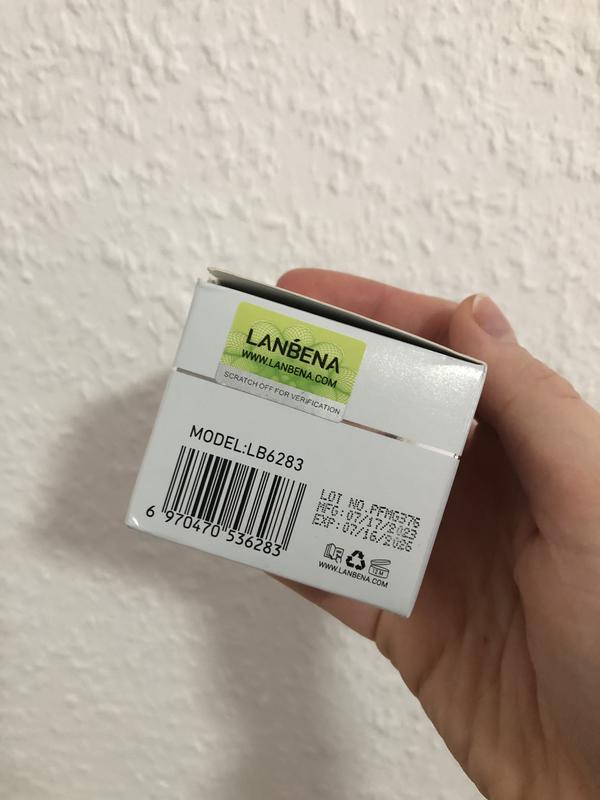 LANBENA
WWW.LANBENA.COM
SCRATCH OFF FOR VERIFICATION
MODEL:LB6283
6 970470 536283
LOT NO.PFMG376
MFG:07/17/2023
EXP:07/16/2026
12M
WWW.LANBENA.COM